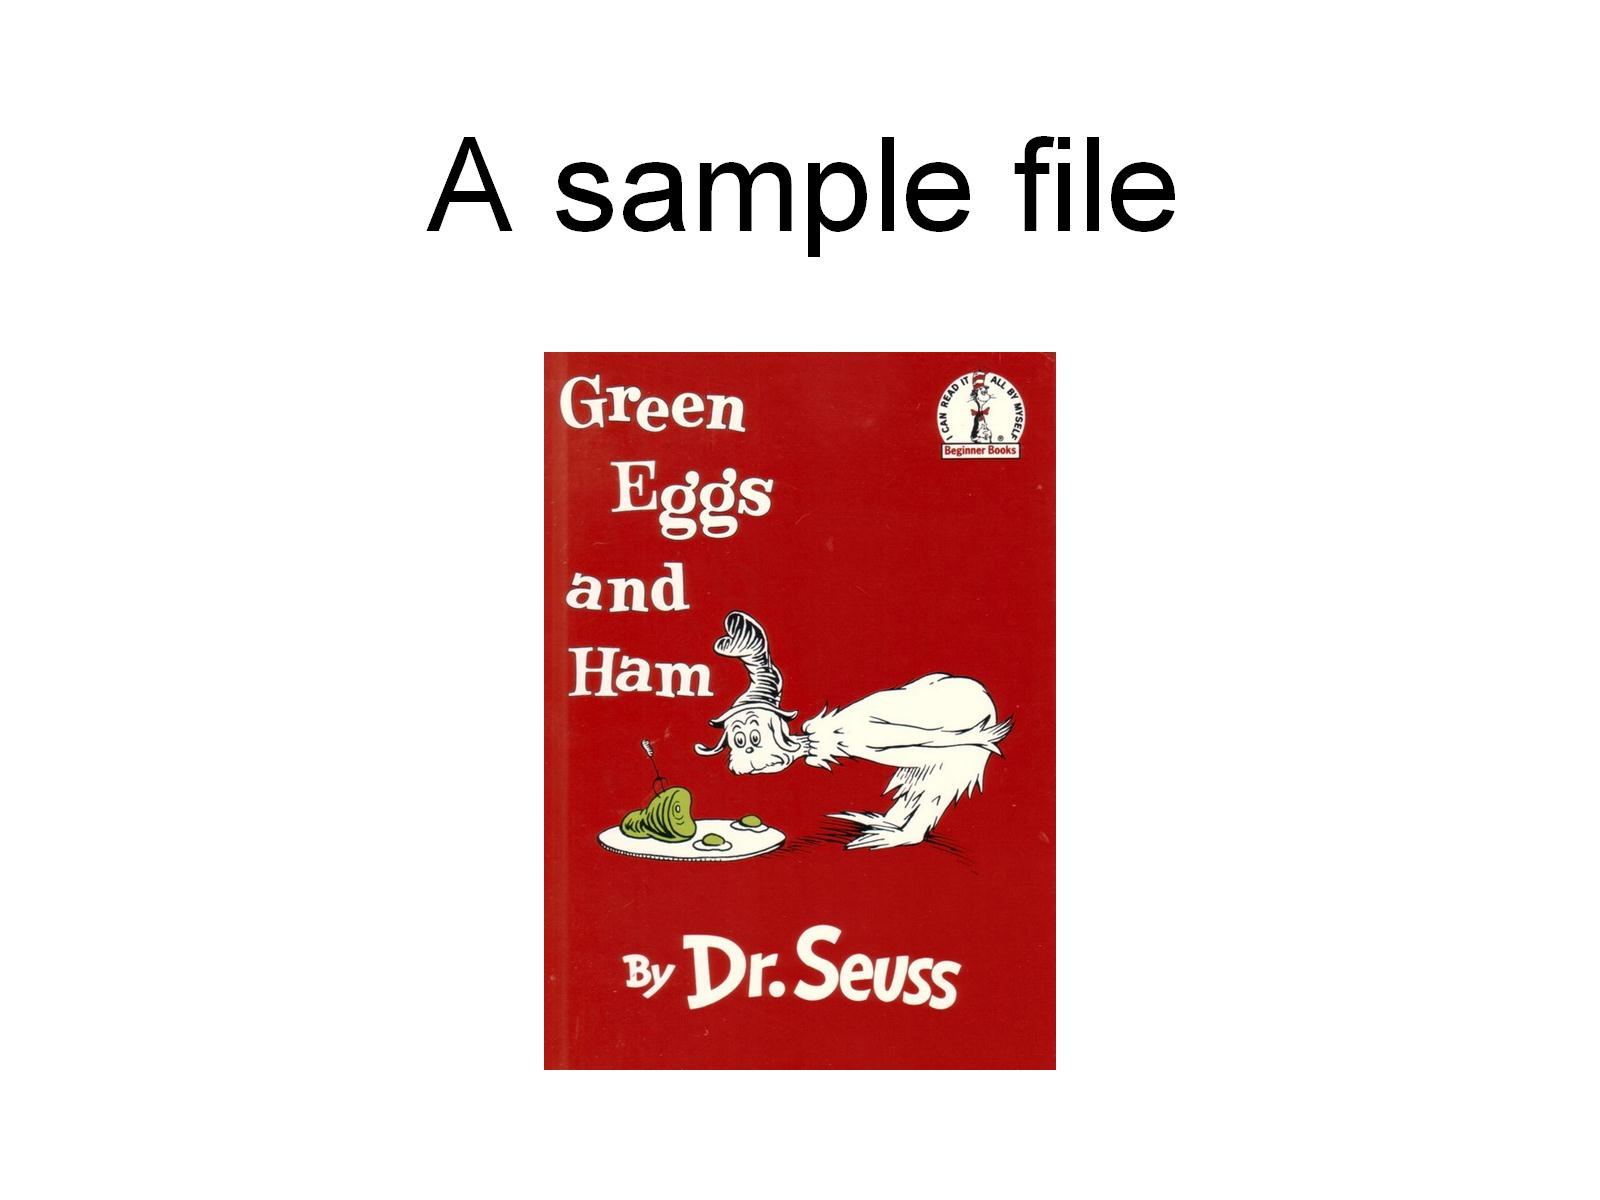 A sample file
Green
Eggs
and
Ham
I CAN READ IT ALL BY MYSELF
®
Beginner Books
By Dr. Seuss